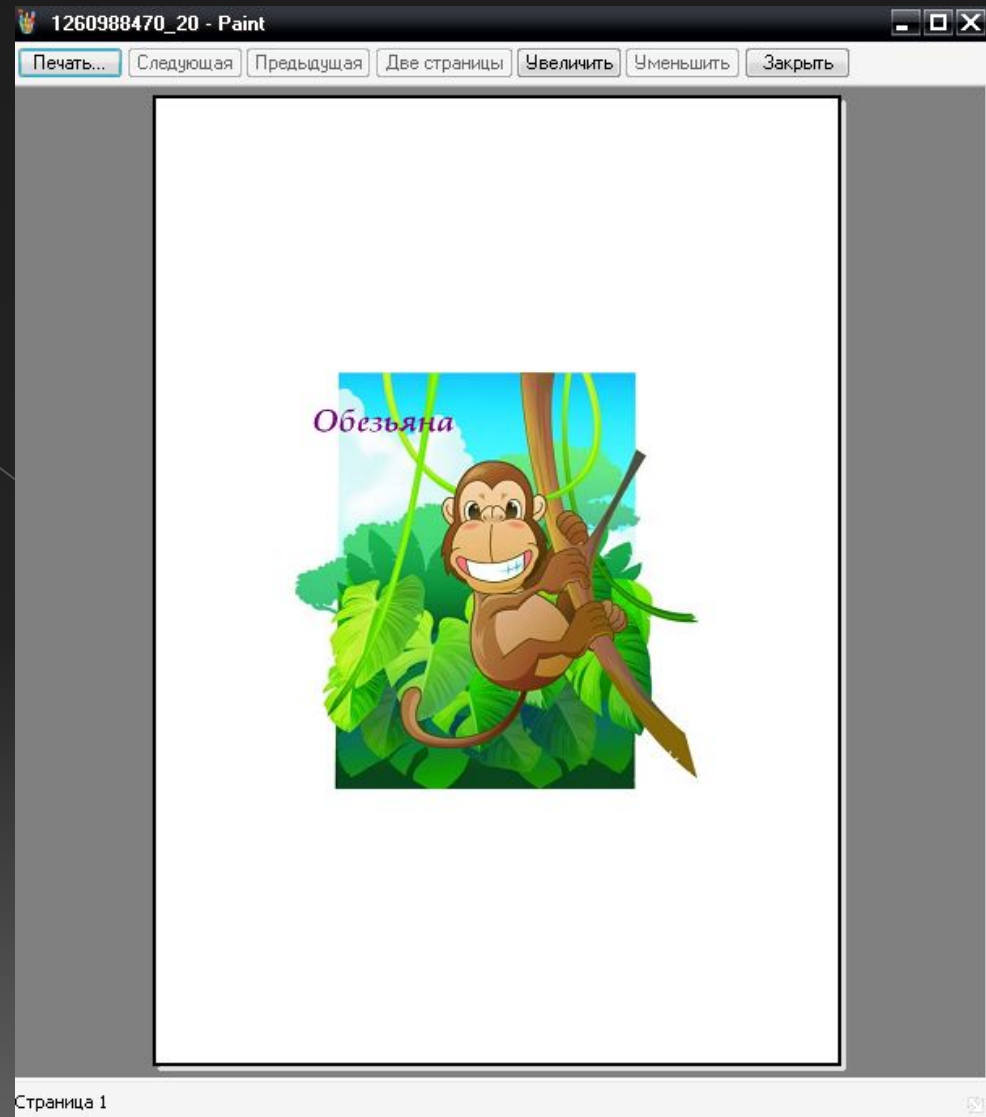 1260988470_20 - Paint
Печать... Следующая Предыдущая Две страницы Увеличить Уменьшить Закрыть
Обезьяна
Страница 1